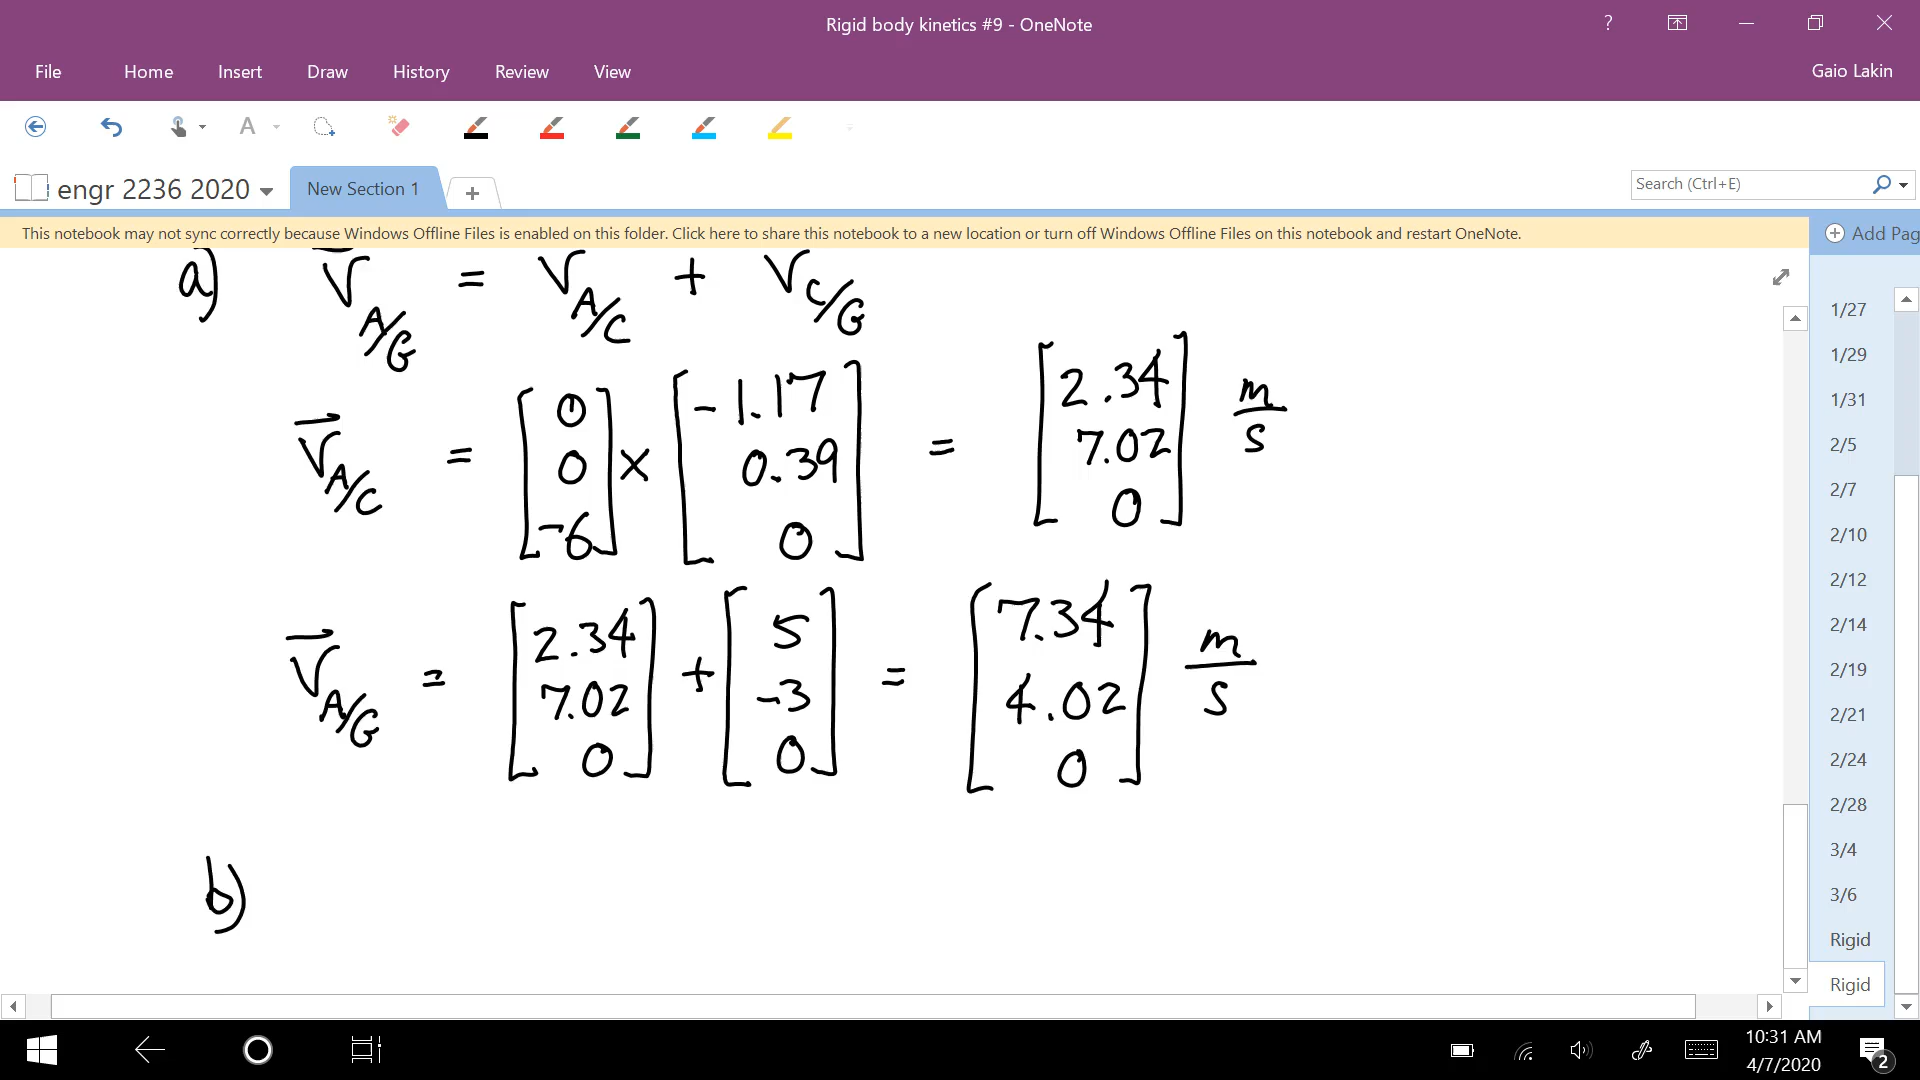 Rigid body kinetics #9 - OneNote
?
File Home Insert Draw History Review View
Gaio Lakin
A
engr 2236 2020
New Section 1
+
Search (Ctrl+E)
This notebook may not sync correctly because Windows Offline Files is enabled on this folder. Click here to share this notebook to a new location or turn off Windows Offline Files on this notebook and restart OneNote.
Add Pag
a) V A/G = V A/C + V C/G
V A/C = [0 0 -6] × [-1.17 0.39 0] = [2.34 7.02 0] m/s
V A/G = [2.34 7.02 0] + [5 -3 0] = [7.34 4.02 0] m/s
b)
1/27
1/29
1/31
2/5
2/7
2/10
2/12
2/14
2/19
2/21
2/24
2/28
3/4
3/6
Rigid
Rigid
10:31 AM
4/7/2020
2